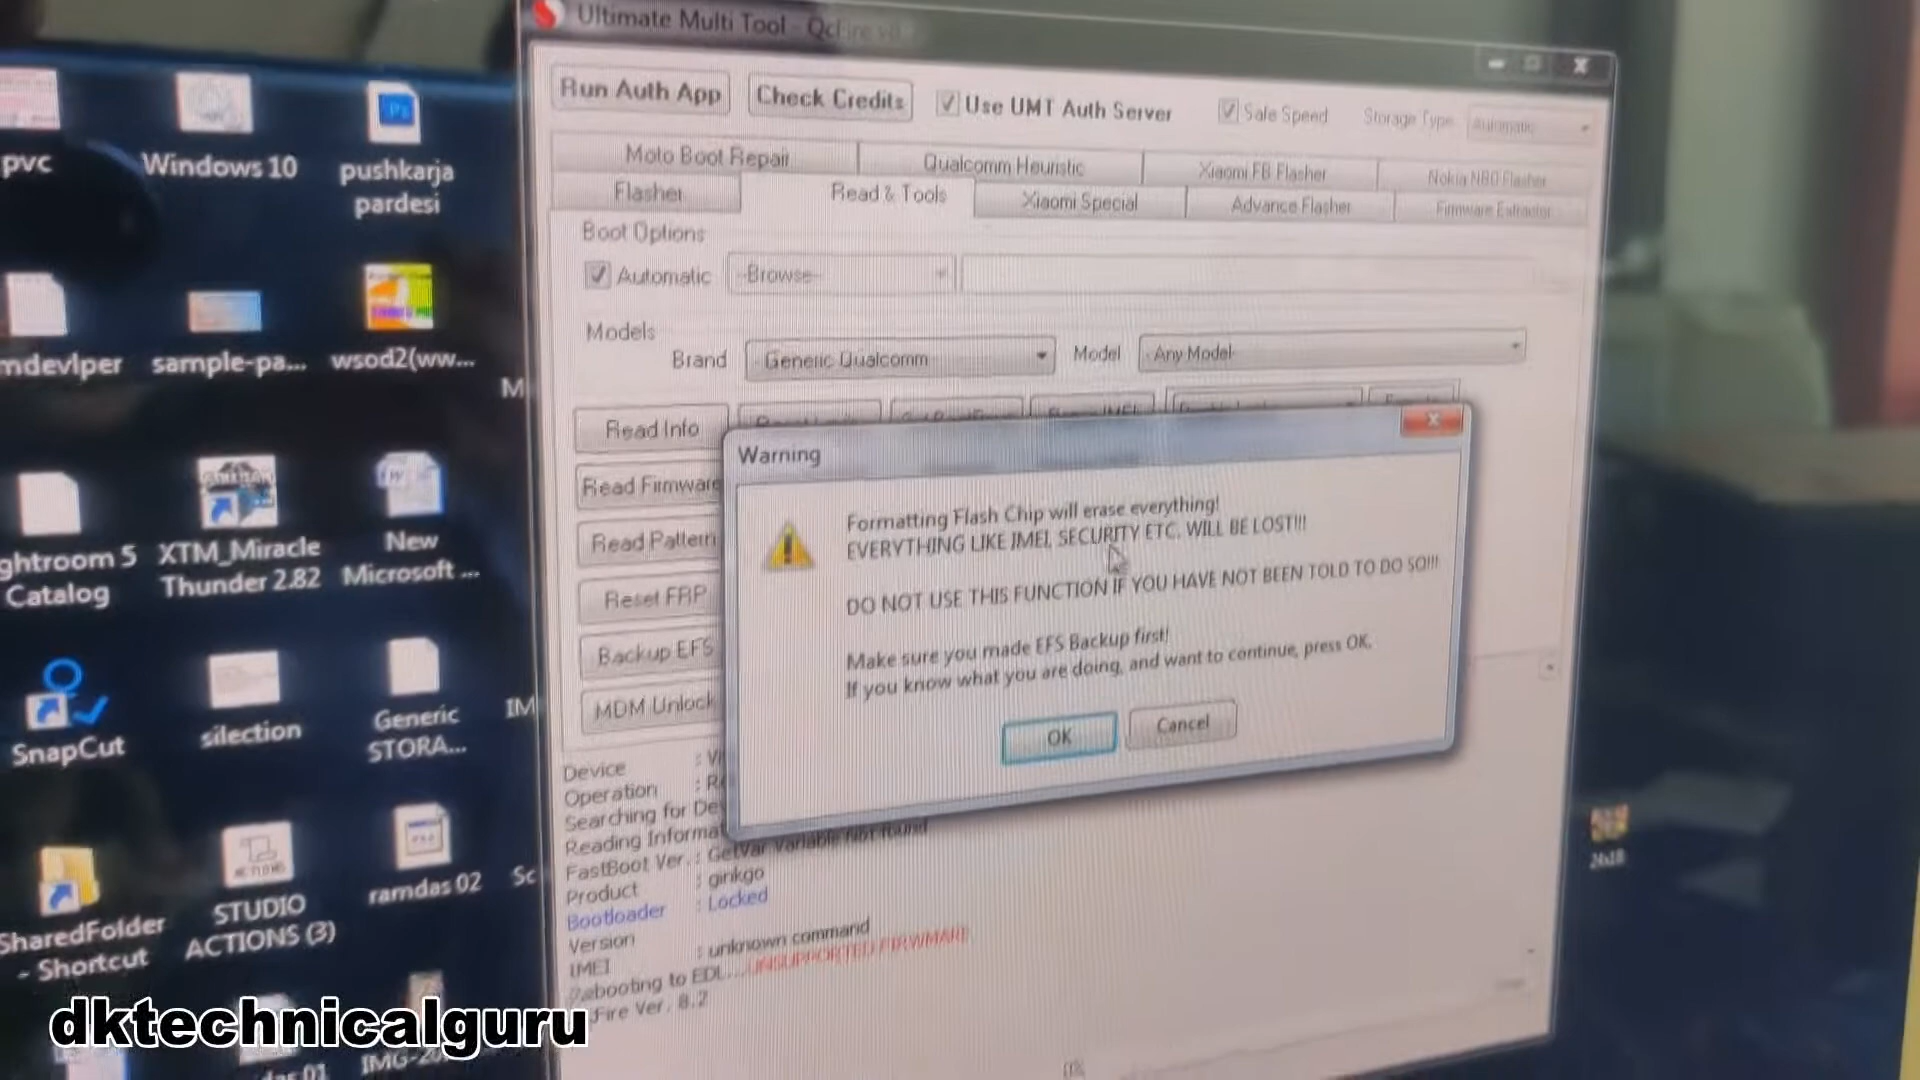 Ultimate Multi Tool - QcFire
Run Auth App
Check Credits
Use UMT Auth Server
Safe Speed
Storage Type
Automatic
Moto Boot Repair
Qualcomm Heuristic
Xiaomi FB Flasher
Nokia NB0 Flasher
Flasher
Read & Tools
Xiaomi Special
Advance Flasher
Firmware Extractor
Boot Options
Automatic
-Browse-
Models
Brand
Generic Qualcomm
Model
Any Model
Read Info
Read Firmware
Read Pattern
Reset FRP
Backup EFS
MDM Unlock
Warning
Formatting Flash Chip will erase everything!
EVERYTHING LIKE IMEI, SECURITY ETC. WILL BE LOST!!!
DO NOT USE THIS FUNCTION IF YOU HAVE NOT BEEN TOLD TO DO SO!!!
Make sure you made EFS Backup first!
If you know what you are doing, and want to continue, press OK.
OK
Cancel
Device :
Operation :
Searching for De
Reading Informat
FastBoot Ver. : GetVar Variable Not found
Product : ginkgo
Bootloader : Locked
Version
IMEI : unknown command
Rebooting to EDL...UNSUPPORTED FIRWMARE
Fire Ver. 8.2
pvc
Windows 10
pushkarja
pardesi
mdevlper
sample-pa...
wsod2(ww...
ghtroom 5
Catalog
XTM_Miracle
Thunder 2.82
New
Microsoft ...
SnapCut
silection
Generic
STORA...
SharedFolder
- Shortcut
STUDIO
ACTIONS (3)
ramdas 02
M
IM
Sc
dktechnicalguru